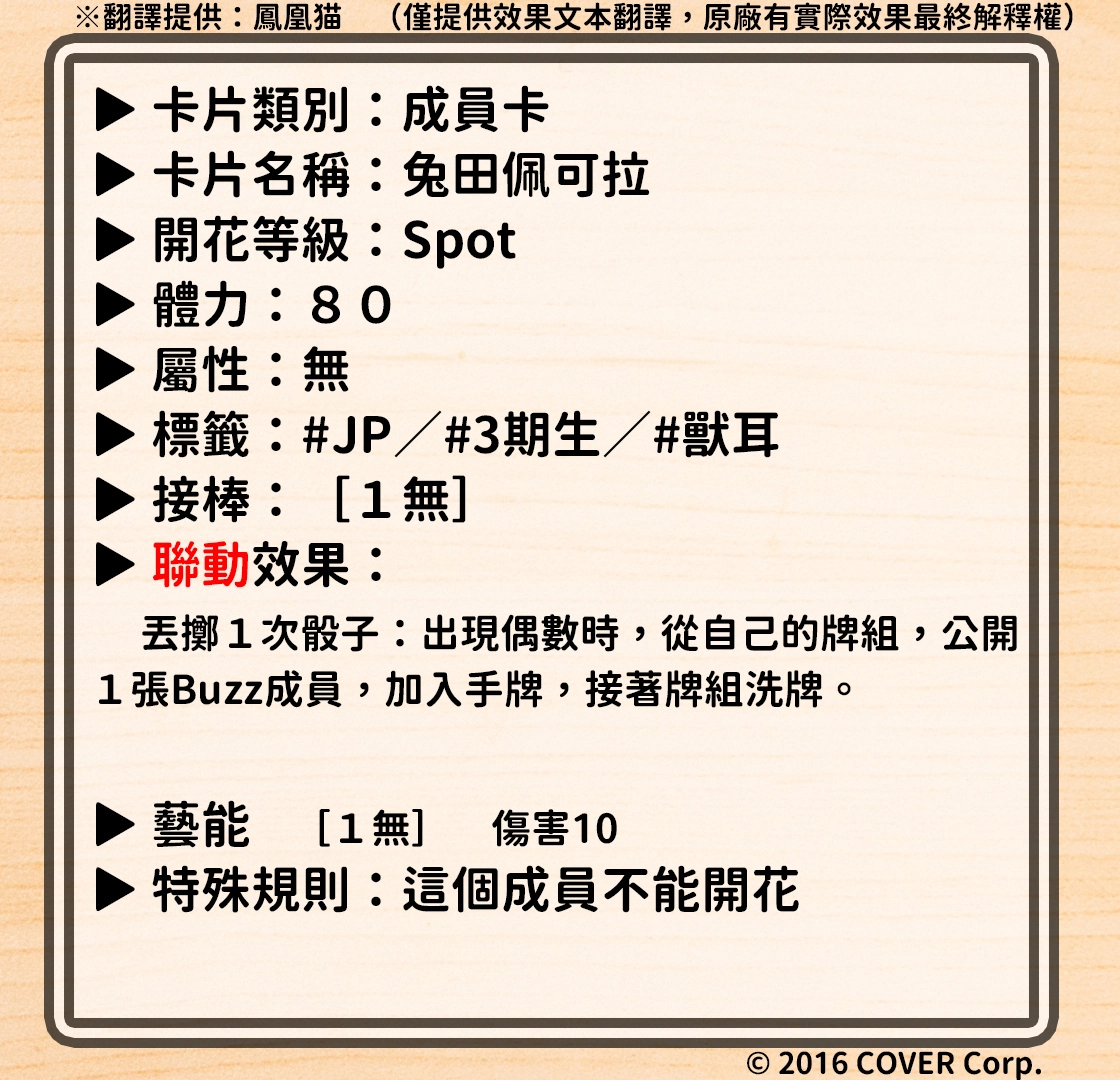 ※翻譯提供：鳳凰猫　（僅提供效果文本翻譯，原廠有實際效果最終解釋權）
▶ 卡片類別：成員卡
▶ 卡片名稱：兔田佩可拉
▶ 開花等級：Spot
▶ 體力：８０
▶ 屬性：無
▶ 標籤：#JP／#3期生／#獸耳
▶ 接棒：［１無］
▶ 聯動效果：
丟擲１次骰子：出現偶數時，從自己的牌組，公開
１張Buzz成員，加入手牌，接著牌組洗牌。
▶ 藝能　［１無］　傷害10
▶ 特殊規則：這個成員不能開花
© 2016 COVER Corp.